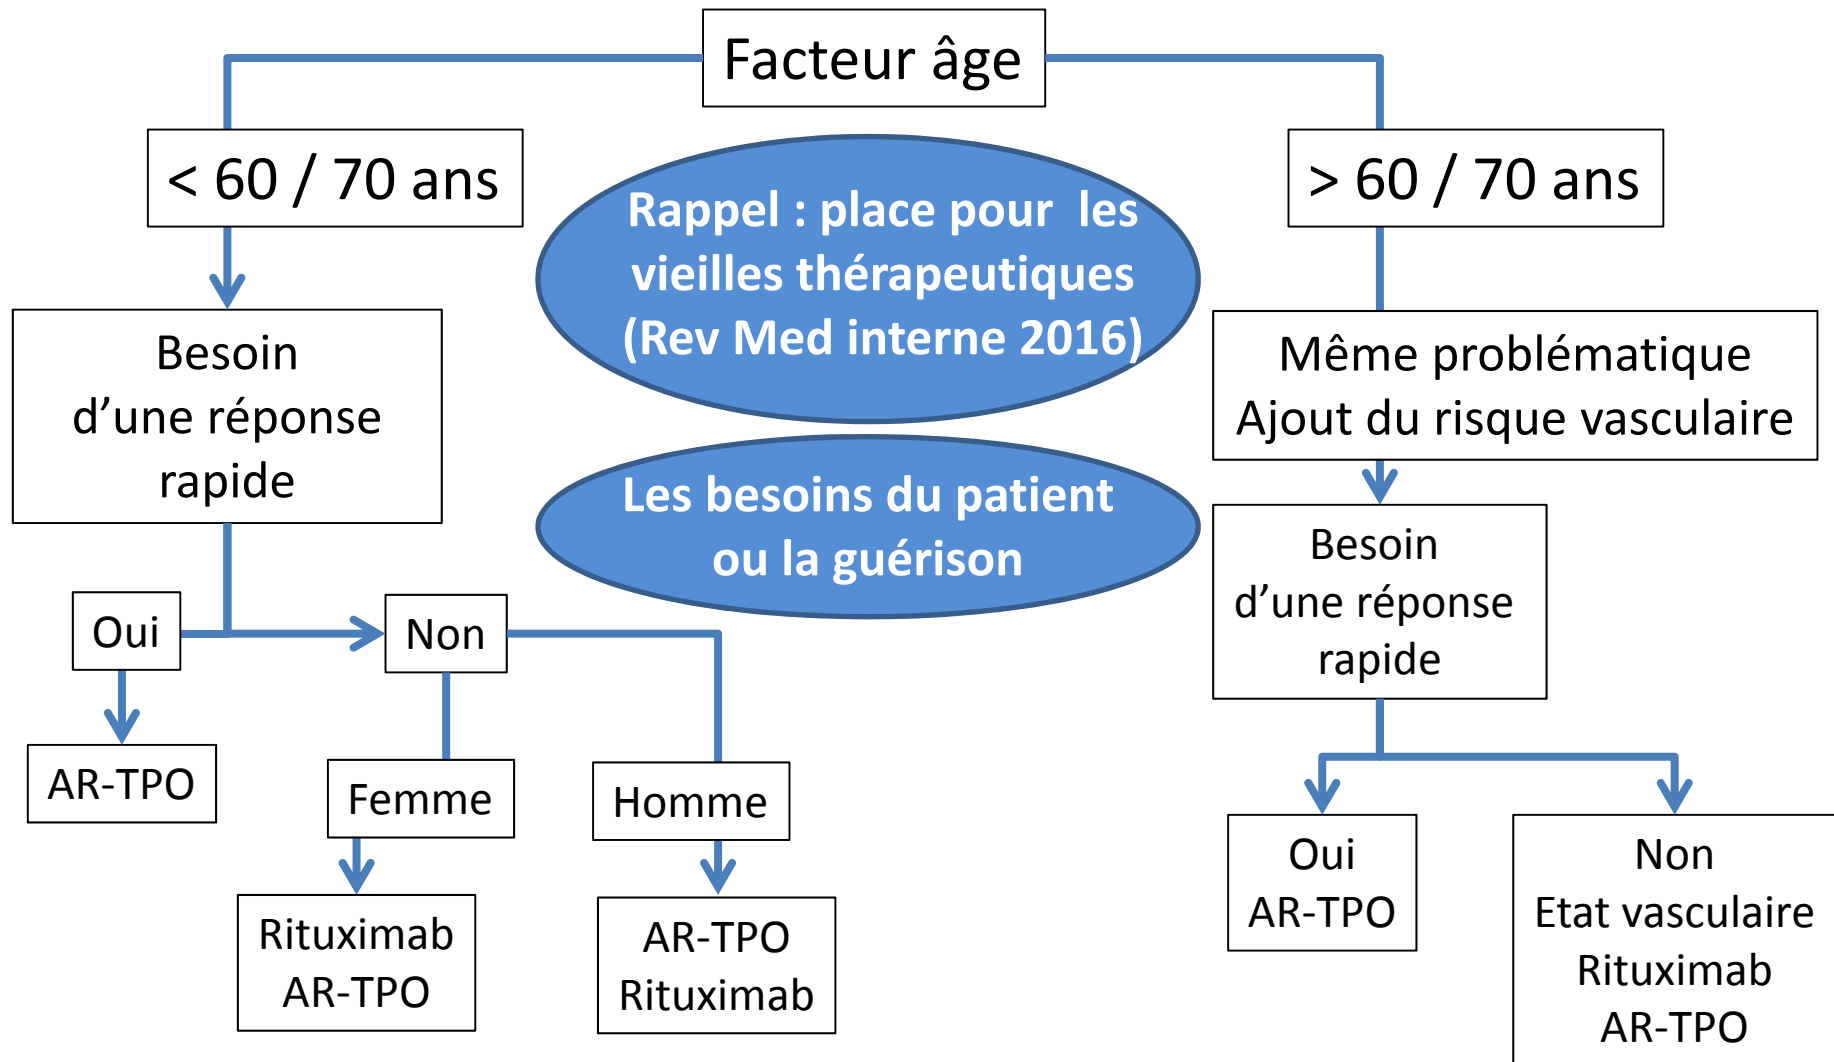 Facteur âge
< 60 / 70 ans
> 60 / 70 ans
Rappel : place pour les
vieilles thérapeutiques
(Rev Med interne 2016)
Besoin
d’une réponse
rapide
Même problématique
Ajout du risque vasculaire
Les besoins du patient
ou la guérison
Besoin
d’une réponse
rapide
Oui
Non
AR-TPO
Femme
Homme
Rituximab
AR-TPO
AR-TPO
Rituximab
Oui
AR-TPO
Non
Etat vasculaire
Rituximab
AR-TPO